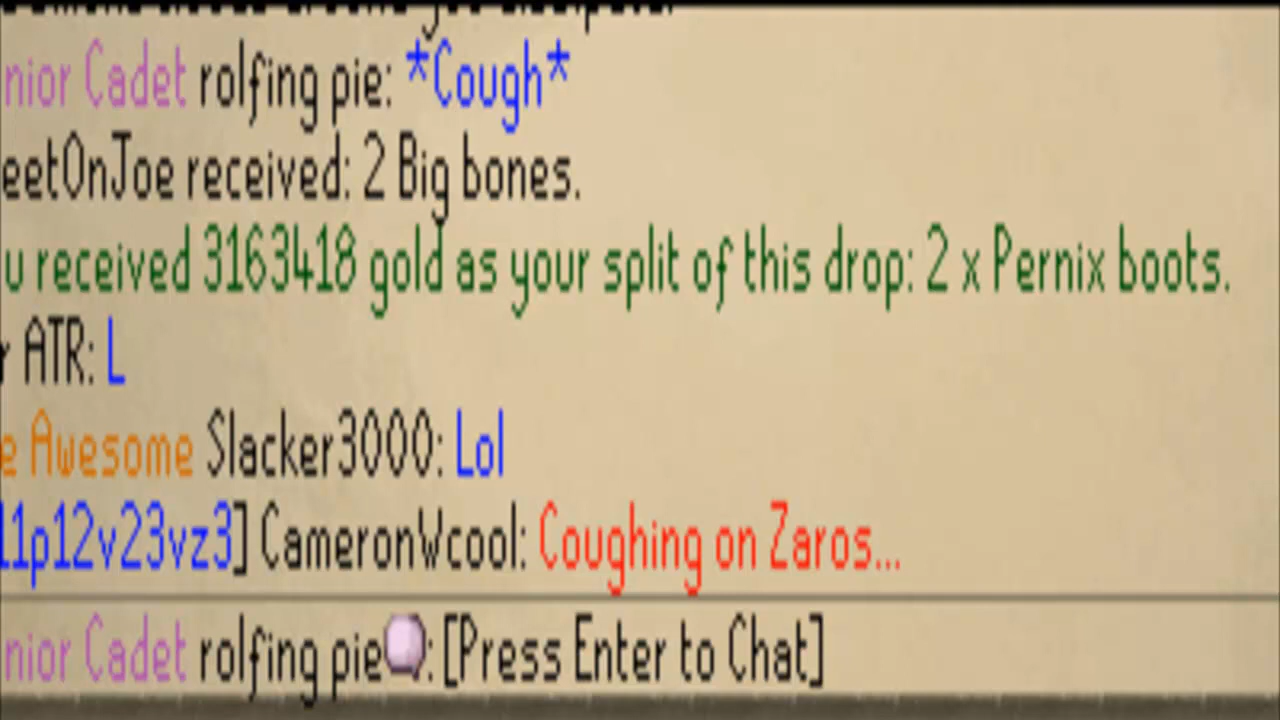 nior Cadet rolfing pie: *Cough*
eetOnJoe received: 2 Big bones.
u received 3163418 gold as your split of this drop: 2 x Pernix boots.
r ATR: L
e Awesome Slacker3000: Lol
11p12v23vz3] CameronWcool: Coughing on Zaros...
nior Cadet rolfing pie: [Press Enter to Chat]